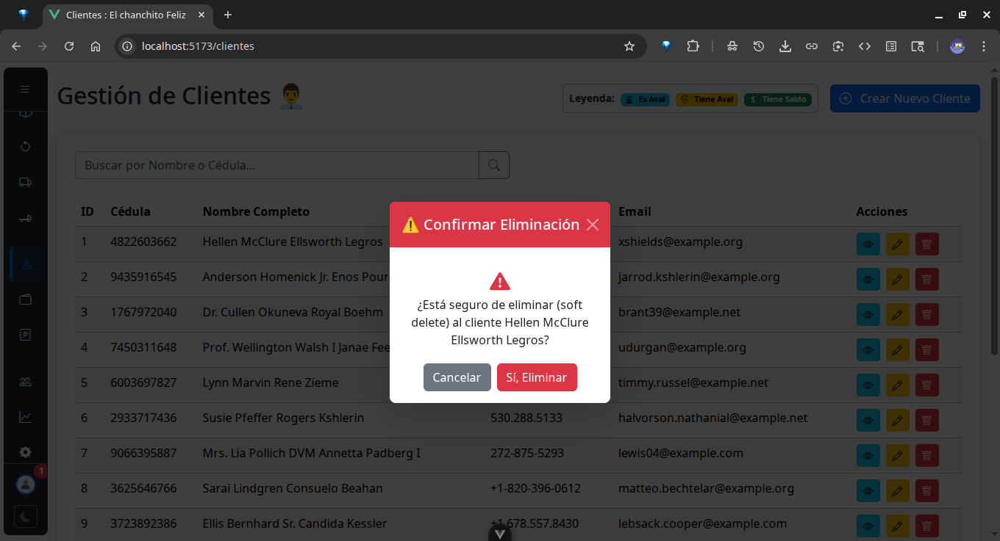 Clientes : El chanchito Feliz
localhost:5173/clientes
Gestión de Clientes
Leyenda: Es Aval Tiene Aval $ Tiene Saldo
Crear Nuevo Cliente
Buscar por Nombre o Cédula...
ID Cédula Nombre Completo Email Acciones
1 4822603662 Hellen McClure Ellsworth Legros xshields@example.org
2 9435916545 Anderson Homenick Jr. Enos Pour jarrod.kshlerin@example.org
3 1767972040 Dr. Cullen Okuneva Royal Boehm brant39@example.net
4 7450311648 Prof. Wellington Walsh I Janae Fee udurgan@example.org
5 6003697827 Lynn Marvin Rene Zieme timmy.russel@example.net
6 2933717436 Susie Pfeffer Rogers Kshlerin 530.288.5133 halvorson.nathanial@example.net
7 9066395887 Mrs. Lia Pollich DVM Annetta Padberg I 272-875-5293 lewis04@example.com
8 3625646766 Sarai Lindgren Consuelo Beahan +1-820-396-0612 matteo.bechtelar@example.org
9 3723892386 Ellis Bernhard Sr. Candida Kessler +1.678.557.8430 lebsack.cooper@example.com
1
Confirmar Eliminación
¿Está seguro de eliminar (soft
delete) al cliente Hellen McClure
Ellsworth Legros?
Cancelar Sí, Eliminar